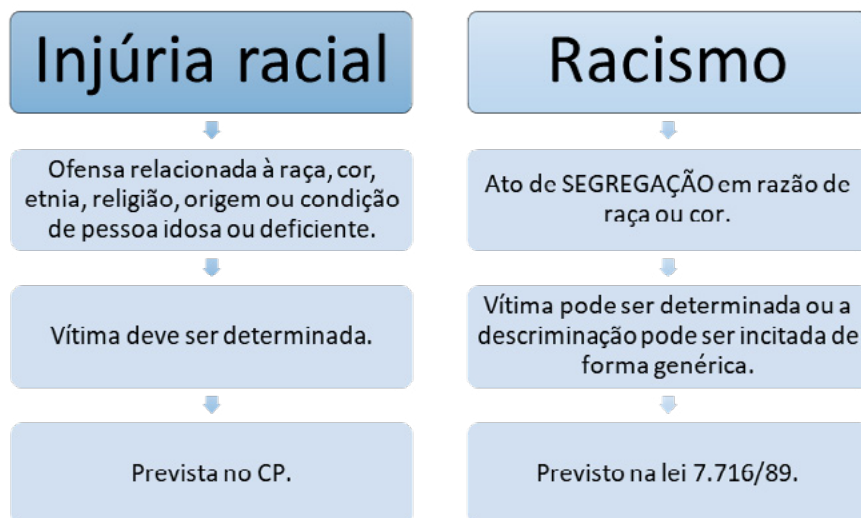 Injúria racial
Ofensa relacionada à raça, cor,
etnia, religião, origem ou condição
de pessoa idosa ou deficiente.
Vítima deve ser determinada.
Prevista no CP.
Racismo
Ato de SEGREGAÇÃO em razão de
raça ou cor.
Vítima pode ser determinada ou a
descriminação pode ser incitada de
forma genérica.
Previsto na lei 7.716/89.